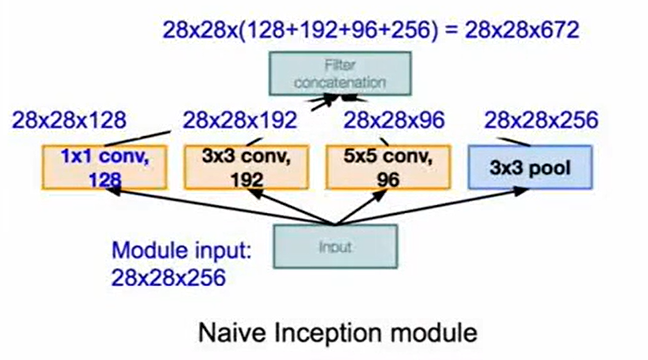 28x28x(128+192+96+256) = 28x28x672
Filter
concatenation
28x28x128
28x28x192
28x28x96
28x28x256
1x1 conv,
128
3x3 conv,
192
5x5 conv,
96
3x3 pool
Input
Module input:
28x28x256
Naive Inception module